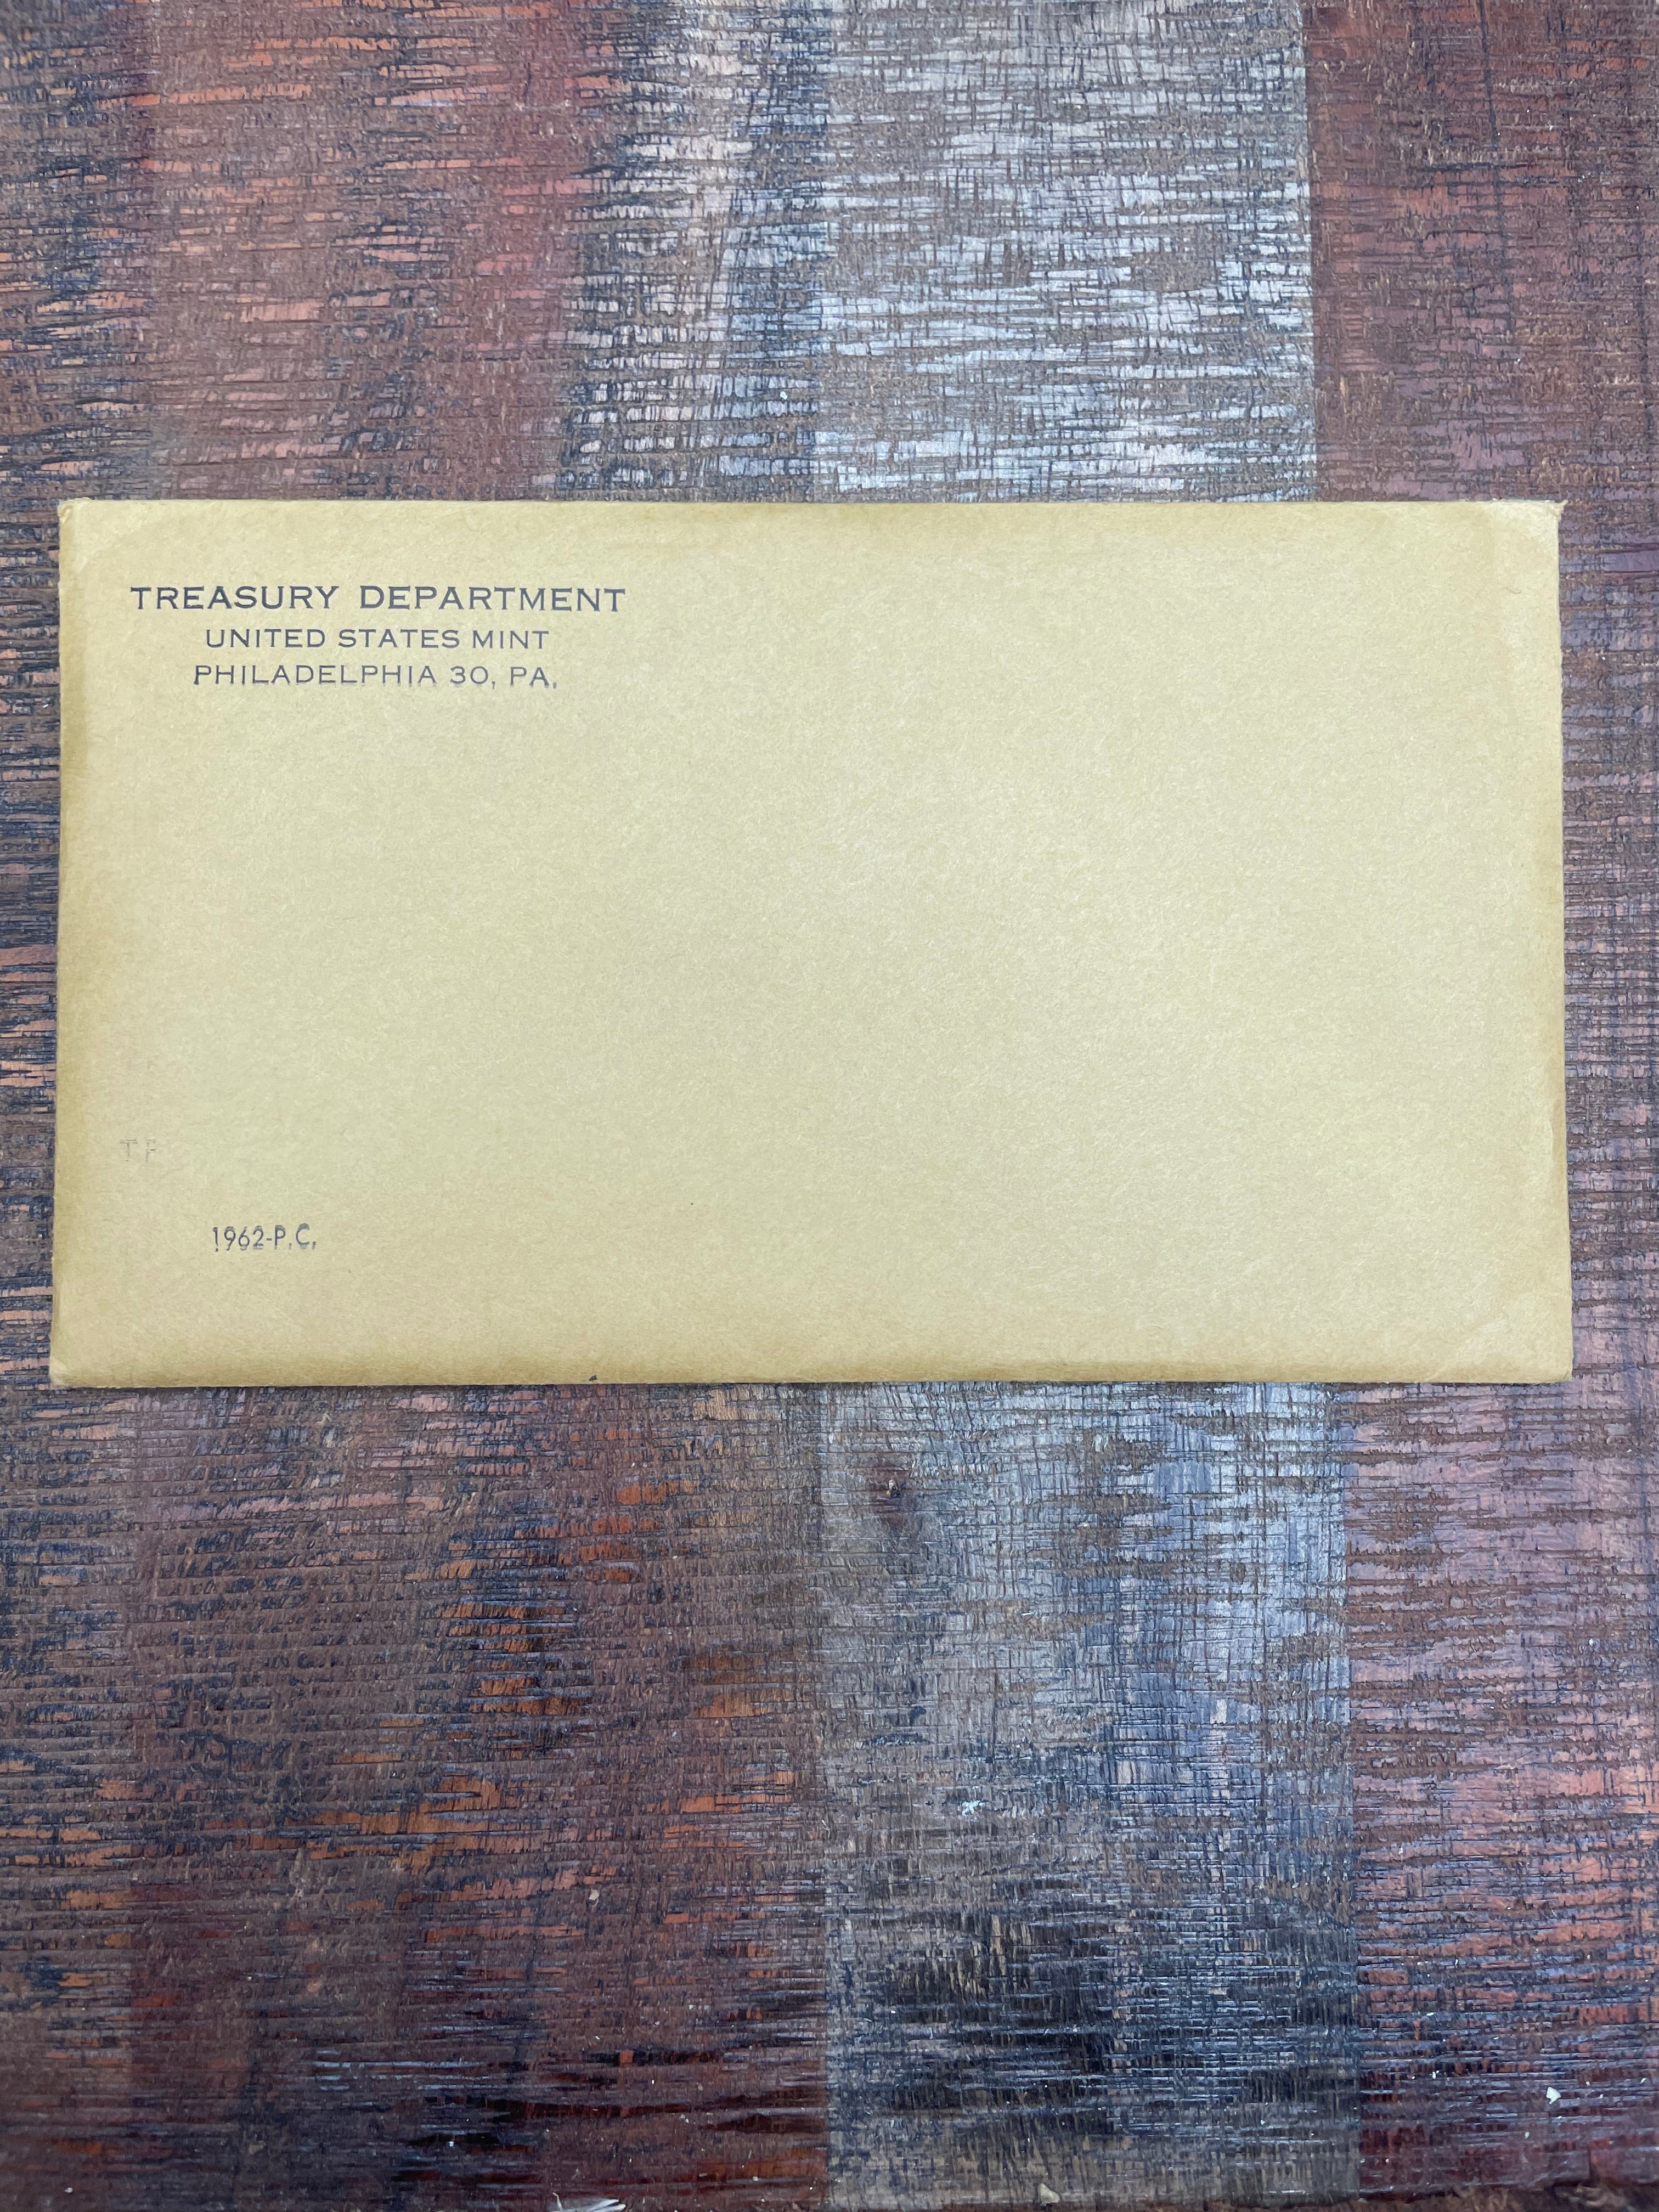 TREASURY DEPARTMENT
UNITED STATES MINT
PHILADELPHIA 30, PA.
1962-P.C.